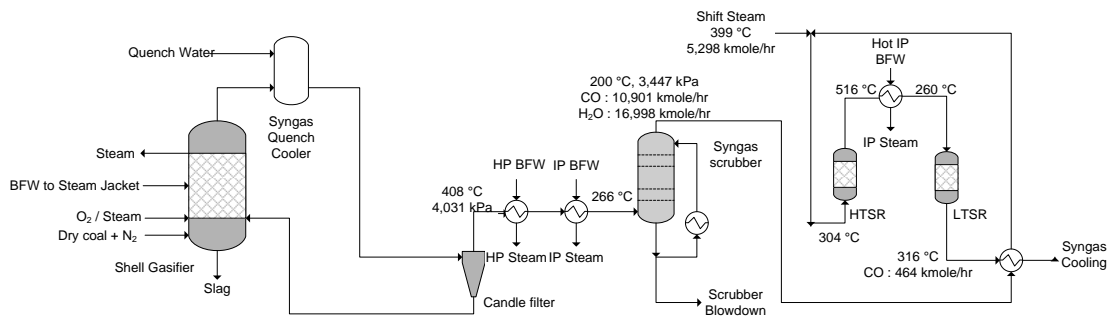 Quench Water
Syngas
Quench
Cooler
Steam
BFW to Steam Jacket
O₂ / Steam
Dry coal + N₂
Shell Gasifier
Slag
408 °C
4,031 kPa
HP BFW
IP BFW
HP Steam
IP Steam
266 °C
Candle filter
200 °C, 3,447 kPa
CO : 10,901 kmole/hr
H₂O : 16,998 kmole/hr
Syngas
scrubber
Scrubber
Blowdown
Shift Steam
399 °C
5,298 kmole/hr
Hot IP
BFW
516 °C
260 °C
IP Steam
HTSR
LTSR
304 °C
316 °C
CO : 464 kmole/hr
Syngas
Cooling